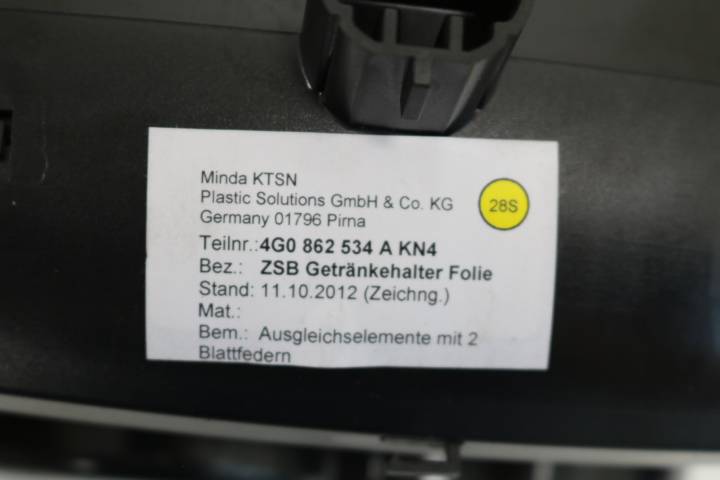 Minda KTSN
Plastic Solutions GmbH & Co. KG
Germany 01796 Pirna
28S
Teilnr.:4G0 862 534 A KN4
Bez.: ZSB Getränkehalter Folie
Stand: 11.10.2012 (Zeichng.)
Mat.:
Bem.: Ausgleichselemente mit 2
Blattfedern